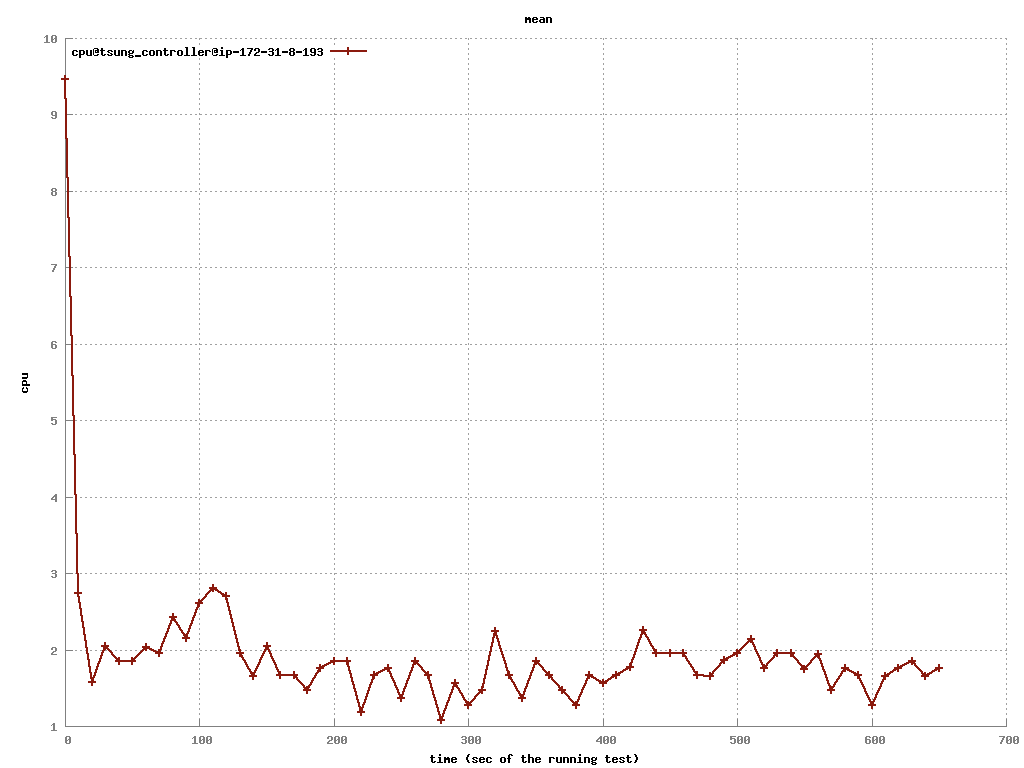 mean
10
cpu@tsung_controller@ip-172-31-8-193
9
8
7
6
cpu
5
4
3
2
1
0 100 200 300 400 500 600 700
time (sec of the running test)